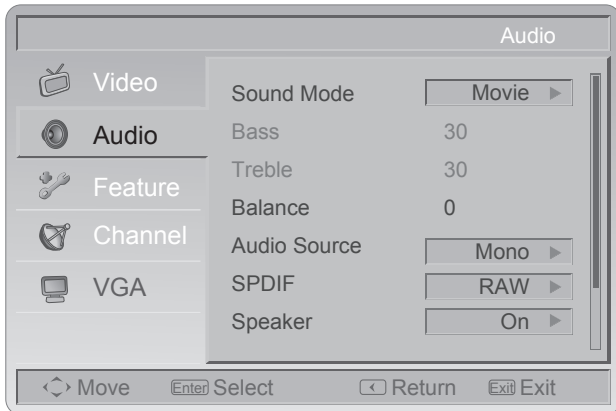 Audio
Video
Audio
Feature
Channel
VGA
Sound Mode Movie
Bass 30
Treble 30
Balance 0
Audio Source Mono
SPDIF RAW
Speaker On
Move Enter Select Return Exit Exit